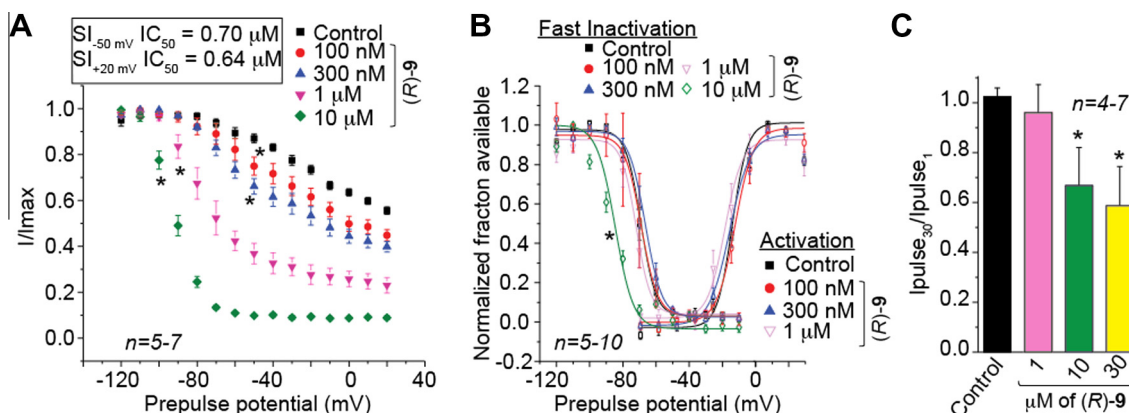 A
SI-50 mV IC50 = 0.70 µM
SI+20 mV IC50 = 0.64 µM
Control
100 nM
300 nM
1 µM
10 µM
(R)-9
I/Imax
1.0
0.8
0.6
0.4
0.2
0.0
*
*
*
*
n=5-7
-120
-80
-40
0
40
Prepulse potential (mV)
B
Fast Inactivation
Control
100 nM
1 µM
300 nM
10 µM
(R)-9
Normalized fracton available
1.2
1.0
0.8
0.6
0.4
0.2
0.0
-0.2
*
Activation
Control
100 nM
300 nM
1 µM
(R)-9
n=5-10
-120
-80
-40
0
Prepulse potential (mV)
C
n=4-7
Ipulse30/Ipulse1
1.0
0.8
0.6
0.4
0.2
0.0
*
*
Control
1
10
30
µM of (R)-9